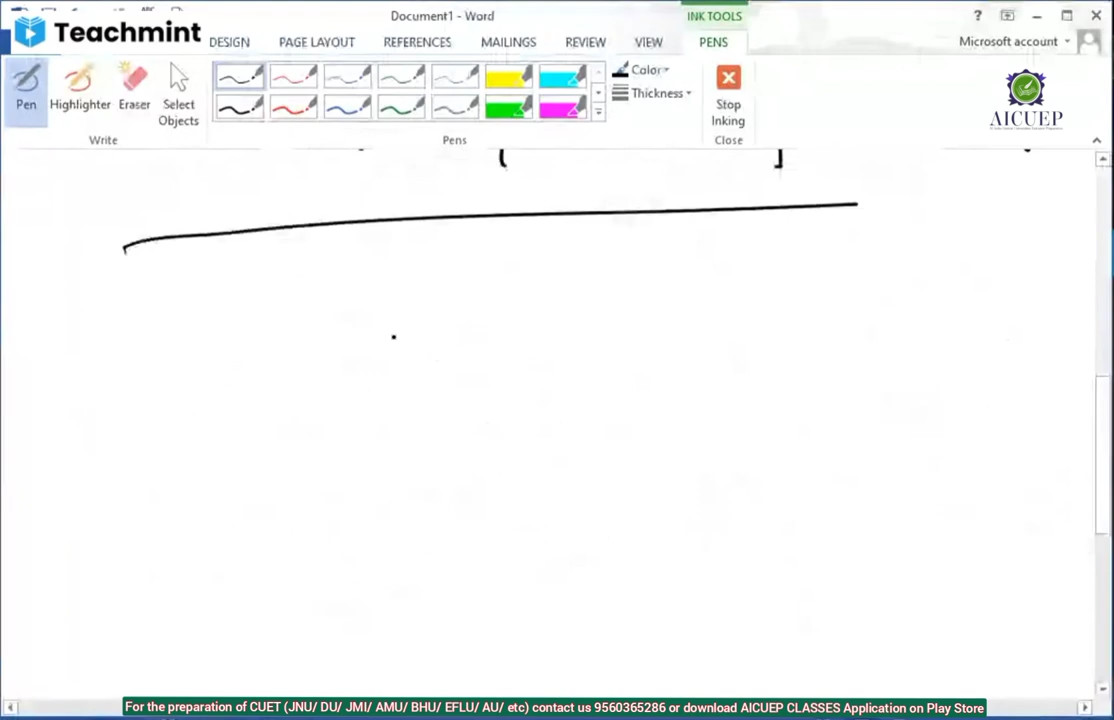 Document1 - Word
INK TOOLS
Teachmint
DESIGN PAGE LAYOUT REFERENCES MAILINGS REVIEW VIEW PENS
Microsoft account
Pen
Highlighter
Eraser
Select
Objects
Color
Thickness
Stop
Inking
Write
Pens
Close
AICUEP
For the preparation of CUET (JNU/ DU/ JMI/ AMU/ BHU/ EFLU/ AU/ etc) contact us 9560365286 or download AICUEP CLASSES Application on Play Store